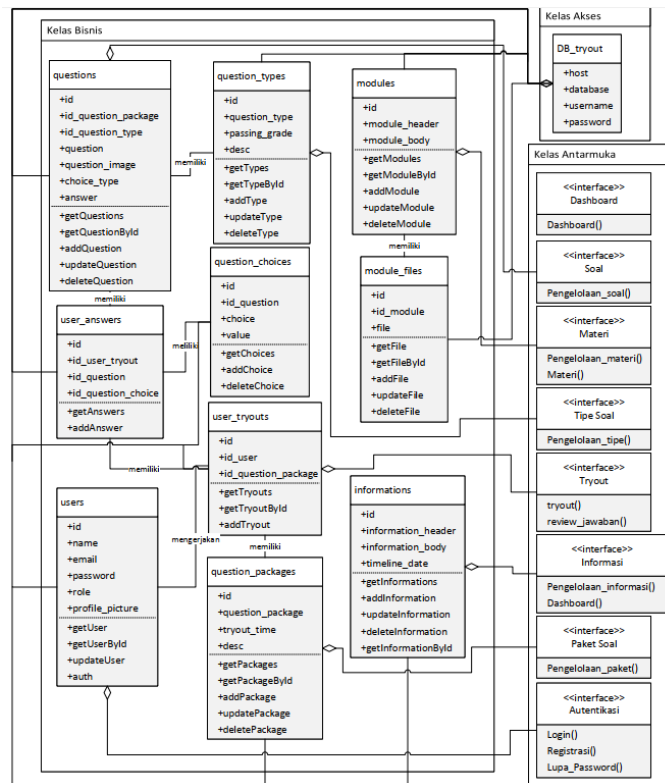 Kelas Bisnis
questions
+id
+id_question_package
+id_question_type
+question
+question_image
+choice_type
+answer
+getQuestions
+getQuestionById
+addQuestion
+updateQuestion
+deleteQuestion
memiliki
question_types
+id
+question_type
+passing_grade
+desc
+getTypes
+getTypeById
+addType
+updateType
+deleteType
memiliki
modules
+id
+module_header
+module_body
+getModules
+getModuleById
+addModule
+updateModule
+deleteModule
memiliki
question_choices
+id
+id_question
+choice
+value
+getChoices
+addChoice
+deleteChoice
module_files
+id
+id_module
+file
+getFile
+getFileById
+addFile
+updateFile
+deleteFile
user_answers
+id
+id_user_tryout
+id_question
+id_question_choice
+getAnswers
+addAnswer
memiliki
user_tryouts
+id
+id_user
+id_question_package
+getTryouts
+getTryoutById
+addTryout
memiliki
mengerjakan
memiliki
users
+id
+name
+email
+password
+role
+profile_picture
+getUser
+getUserById
+updateUser
+auth
question_packages
+id
+question_package
+tryout_time
+desc
+getPackages
+getPackageById
+addPackage
+updatePackage
+deletePackage
informations
+id
+information_header
+information_body
+timeline_date
+getInformations
+addInformation
+updateInformation
+deleteInformation
+getInformationById
Kelas Akses
DB_tryout
+host
+database
+username
+password
Kelas Antarmuka
<<interface>>
Dashboard
Dashboard()
<<interface>>
Soal
Pengelolaan_soal()
<<interface>>
Materi
Pengelolaan_materi()
Materi()
<<interface>>
Tipe Soal
Pengelolaan_tipe()
<<interface>>
Tryout
tryout()
review_jawaban()
<<interface>>
Informasi
Pengelolaan_informasi()
Dashboard()
<<interface>>
Paket Soal
Pengelolaan_paket()
<<interface>>
Autentikasi
Login()
Registrasi()
Lupa_Password()